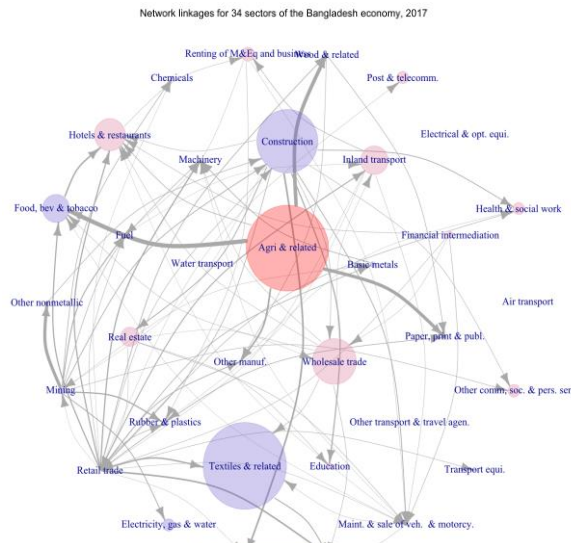 Network linkages for 34 sectors of the Bangladesh economy, 2017
Renting of M&Eq and business
Wood & related
Chemicals
Post & telecomm.
Hotels & restaurants
Construction
Electrical & opt. equi.
Machinery
Inland transport
Food, bev & tobacco
Health & social work
Fuel
Financial intermediation
Agri & related
Water transport
Basic metals
Other nonmetallic
Air transport
Real estate
Paper, print & publ.
Other manuf.
Wholesale trade
Mining
Other comm, soc. & pers. ser
Rubber & plastics
Other transport & travel agen.
Retail trade
Textiles & related
Education
Transport equi.
Electricity, gas & water
Maint. & sale of veh. & motorcy.